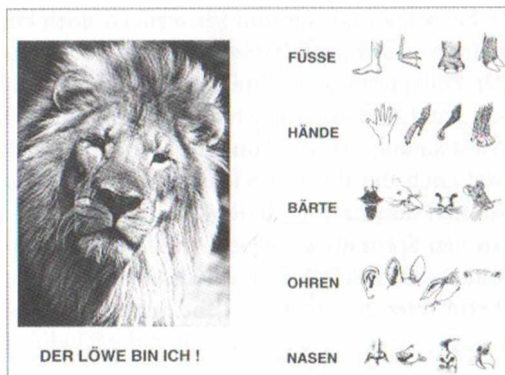 FÜSSE
HÄNDE
BÄRTE
OHREN
NASEN
DER LÖWE BIN ICH !